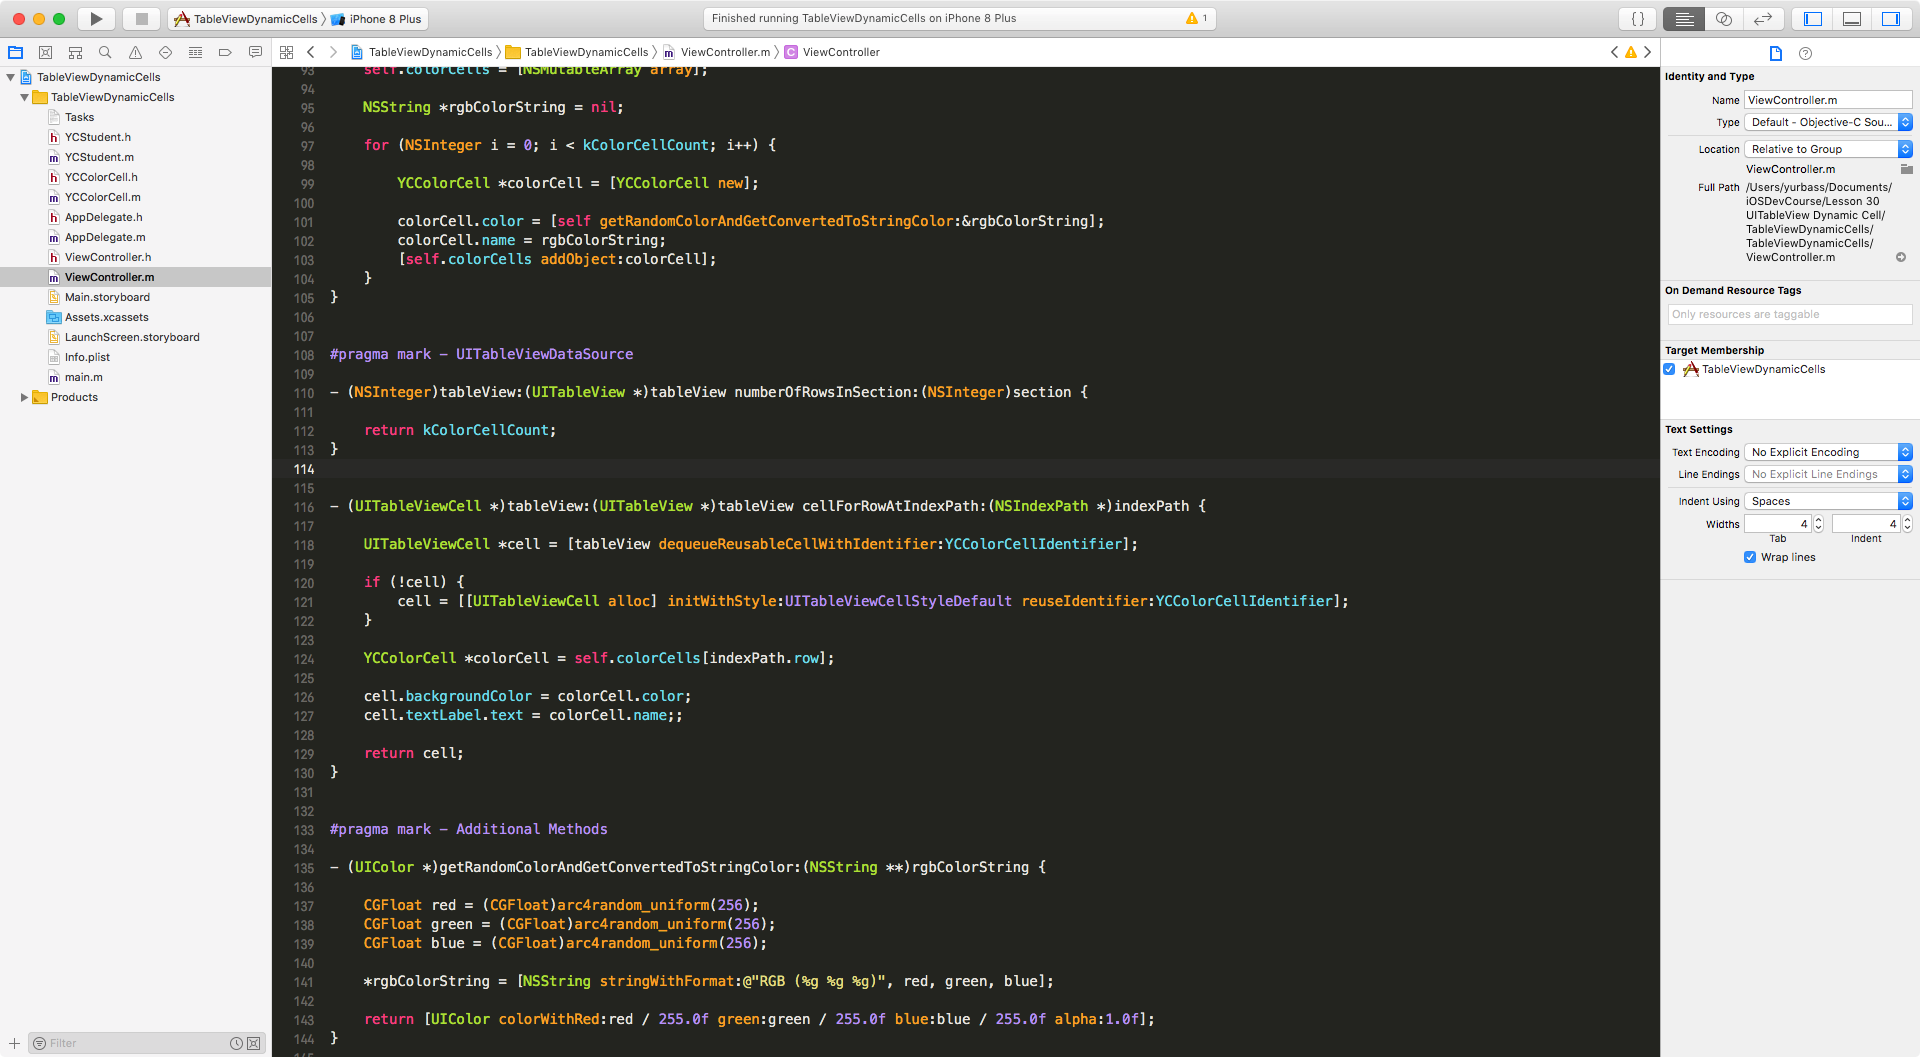 TableViewDynamicCells › iPhone 8 Plus
Finished running TableViewDynamicCells on iPhone 8 Plus
1
{ }
TableViewDynamicCells
TableViewDynamicCells
Tasks
YCStudent.h
YCStudent.m
YCColorCell.h
YCColorCell.m
AppDelegate.h
AppDelegate.m
ViewController.h
ViewController.m
Main.storyboard
Assets.xcassets
LaunchScreen.storyboard
Info.plist
main.m
Products
Filter
TableViewDynamicCells › TableViewDynamicCells › ViewController.m › C ViewController
93     self.colorCells = [NSMutableArray array];
94
95     NSString *rgbColorString = nil;
96
97     for (NSInteger i = 0; i < kColorCellCount; i++) {
98
99         YCColorCell *colorCell = [YCColorCell new];
100
101         colorCell.color = [self getRandomColorAndGetConvertedToStringColor:&rgbColorString];
102         colorCell.name = rgbColorString;
103         [self.colorCells addObject:colorCell];
104     }
105 }
106
107
108 #pragma mark - UITableViewDataSource
109
110 - (NSInteger)tableView:(UITableView *)tableView numberOfRowsInSection:(NSInteger)section {
111
112     return kColorCellCount;
113 }
114
115
116 - (UITableViewCell *)tableView:(UITableView *)tableView cellForRowAtIndexPath:(NSIndexPath *)indexPath {
117
118     UITableViewCell *cell = [tableView dequeueReusableCellWithIdentifier:YCColorCellIdentifier];
119
120     if (!cell) {
121         cell = [[UITableViewCell alloc] initWithStyle:UITableViewCellStyleDefault reuseIdentifier:YCColorCellIdentifier];
122     }
123
124     YCColorCell *colorCell = self.colorCells[indexPath.row];
125
126     cell.backgroundColor = colorCell.color;
127     cell.textLabel.text = colorCell.name;;
128
129     return cell;
130 }
131
132
133 #pragma mark - Additional Methods
134
135 - (UIColor *)getRandomColorAndGetConvertedToStringColor:(NSString **)rgbColorString {
136
137     CGFloat red = (CGFloat)arc4random_uniform(256);
138     CGFloat green = (CGFloat)arc4random_uniform(256);
139     CGFloat blue = (CGFloat)arc4random_uniform(256);
140
141     *rgbColorString = [NSString stringWithFormat:@"RGB (%g %g %g)", red, green, blue];
142
143     return [UIColor colorWithRed:red / 255.0f green:green / 255.0f blue:blue / 255.0f alpha:1.0f];
144 }
Identity and Type
Name ViewController.m
Type Default - Objective-C Sou...
Location Relative to Group
ViewController.m
Full Path /Users/yurbass/Documents/
iOSDevCourse/Lesson 30
UITableView Dynamic Cell/
TableViewDynamicCells/
TableViewDynamicCells/
ViewController.m
On Demand Resource Tags
Only resources are taggable
Target Membership
TableViewDynamicCells
Text Settings
Text Encoding No Explicit Encoding
Line Endings No Explicit Line Endings
Indent Using Spaces
Widths 4 4
Tab Indent
Wrap lines